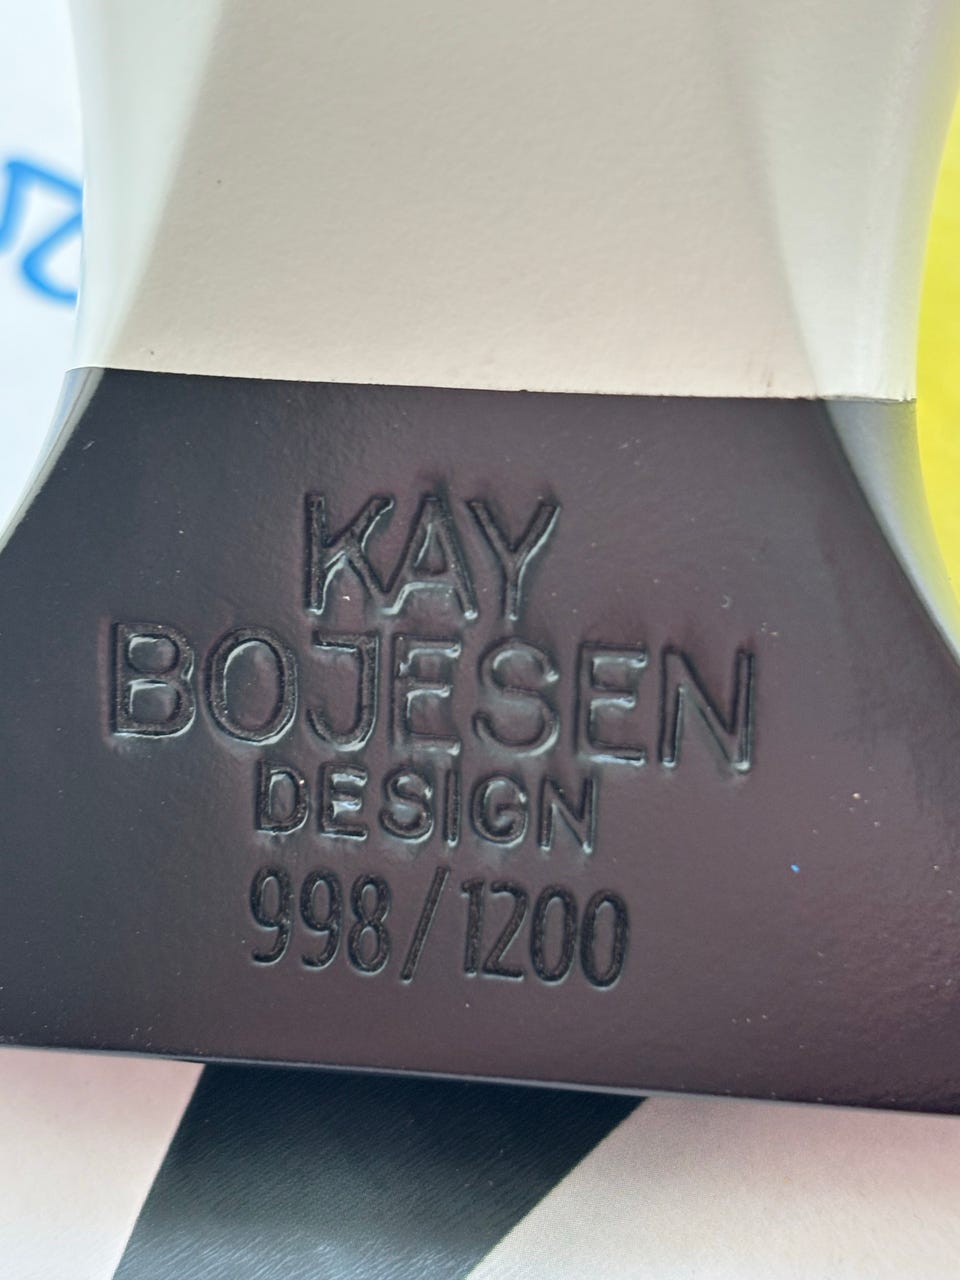 KAY
BOJESEN
DESIGN
998/1200